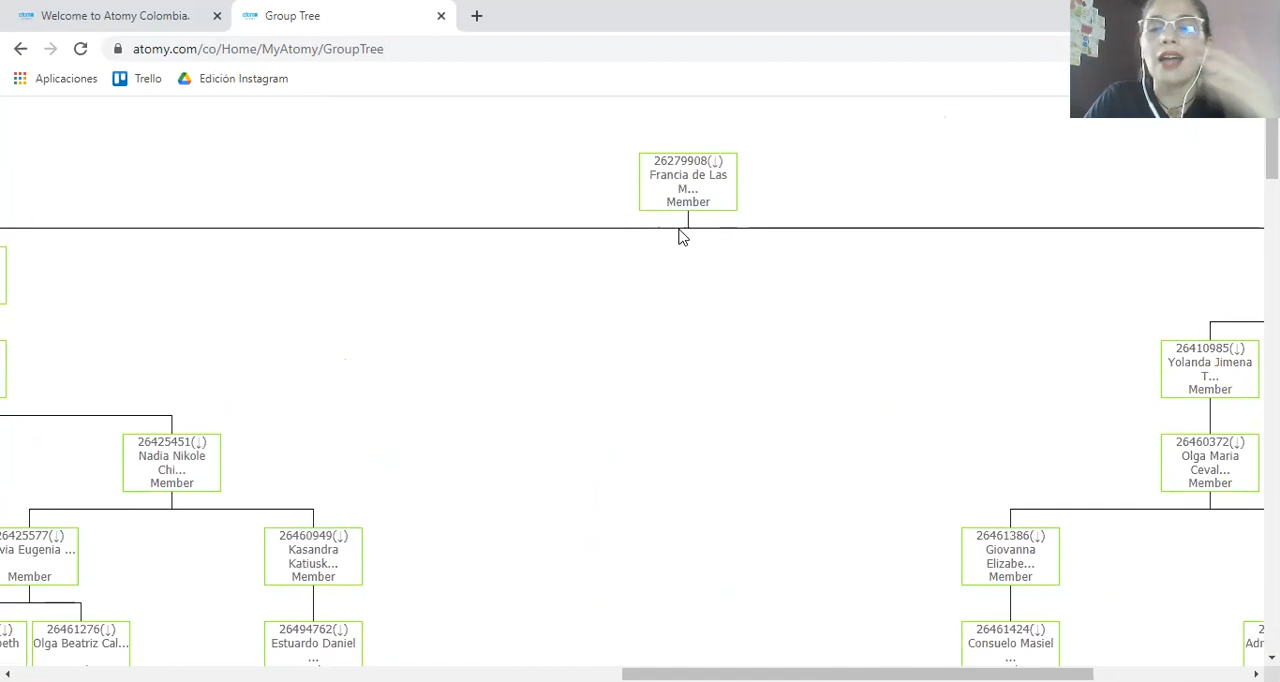 Welcome to Atomy Colombia.
Group Tree
atomy.com/co/Home/MyAtomy/GroupTree
Aplicaciones
Trello
Edición Instagram
26279908(↓)
Francia de Las
M...
Member
26410985(↓)
Yolanda Jimena
T...
Member
26425451(↓)
Nadia Nikole
Chi...
Member
26460372(↓)
Olga Maria
Ceval...
Member
26425577(↓)
via Eugenia ...
Member
26460949(↓)
Kasandra
Katiusk...
Member
26461386(↓)
Giovanna
Elizabe...
Member
(↓)
beth
26461276(↓)
Olga Beatriz Cal...
26494762(↓)
Estuardo Daniel
...
26461424(↓)
Consuelo Masiel
...
2
Adr